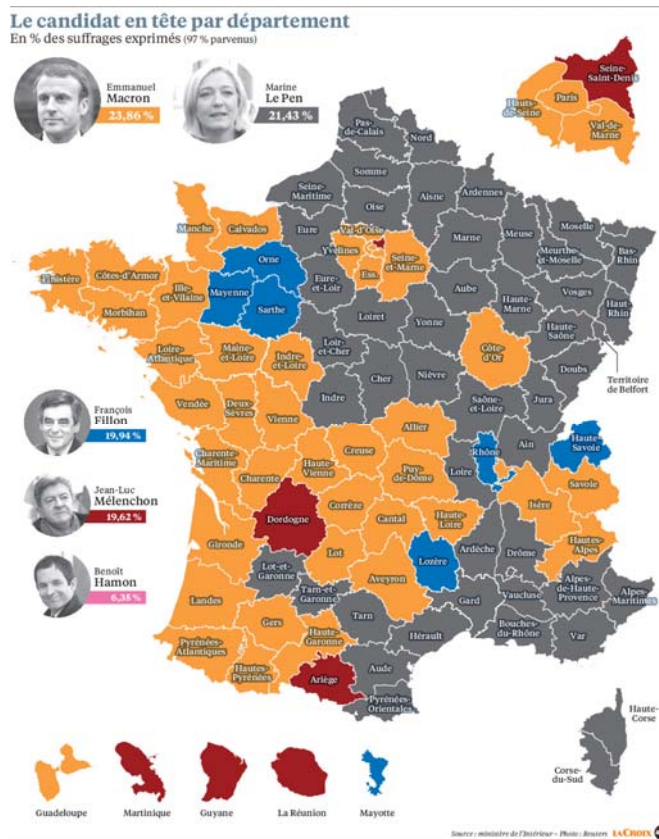 Le candidat en tête par département
En % des suffrages exprimés (97 % parvenus)
Emmanuel
Macron
23,86 %
Marine
Le Pen
21,43 %
Seine-
Saint-Denis
Paris
Hauts-
de-Seine
Val-de-
Marne
Pas-
de-Calais
Nord
Somme
Seine-
Maritime
Oise
Aisne
Ardennes
Manche
Calvados
Eure
Val-d'Oise
Yvelines
Ess.
Seine-
et-Marne
Marne
Meuse
Moselle
Meurthe-
et-Moselle
Bas-
Rhin
Orne
Finistère
Côtes-d'Armor
Ille-
et-Vilaine
Mayenne
Sarthe
Eure-
et-Loir
Aube
Haute-
Marne
Vosges
Haut-
Rhin
Morbihan
Loiret
Yonne
Haute-
Saône
Loire-
Atlantique
Maine-
et-Loire
Indre-
et-Loire
Loir-
et-Cher
Côte-
d'Or
Doubs
Territoire
de Belfort
Cher
Nièvre
Indre
Saône-
et-Loire
Jura
Vendée
Deux-
Sèvres
Vienne
François
Fillon
19,94 %
Allier
Creuse
Rhône
Ain
Haute-
Savoie
Charente-
Maritime
Charente
Haute-
Vienne
Puy-
de-Dôme
Loire
Savoie
Isère
Jean-Luc
Mélenchon
19,62 %
Dordogne
Corrèze
Cantal
Haute-
Loire
Hautes-
Alpes
Gironde
Lot
Lozère
Ardèche
Drôme
Benoît
Hamon
6,35 %
Lot-et-
Garonne
Aveyron
Tarn-et-
Garonne
Landes
Gers
Tarn
Gard
Vaucluse
Alpes-
de-Haute-
Provence
Alpes-
Maritimes
Pyrénées-
Atlantiques
Hautes-
Pyrénées
Haute-
Garonne
Hérault
Bouches-
du-Rhône
Var
Ariège
Aude
Pyrénées-
Orientales
Haute-
Corse
Corse-
du-Sud
Guadeloupe
Martinique
Guyane
La Réunion
Mayotte
Source : ministère de l'Intérieur – Photo : Reuters LA CROIX